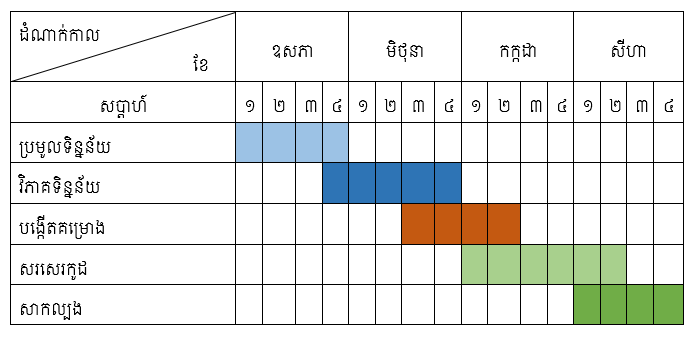 ដំណាក់កាល
ខែ
ឧសភា មិថុនា កក្កដា សីហា
សប្ដាហ៍ ១ ២ ៣ ៤ ១ ២ ៣ ៤ ១ ២ ៣ ៤ ១ ២ ៣ ៤
ប្រមូលទិន្នន័យ
វិភាគទិន្នន័យ
បង្កើតគម្រោង
សរសេរកូដ
សាកល្បង